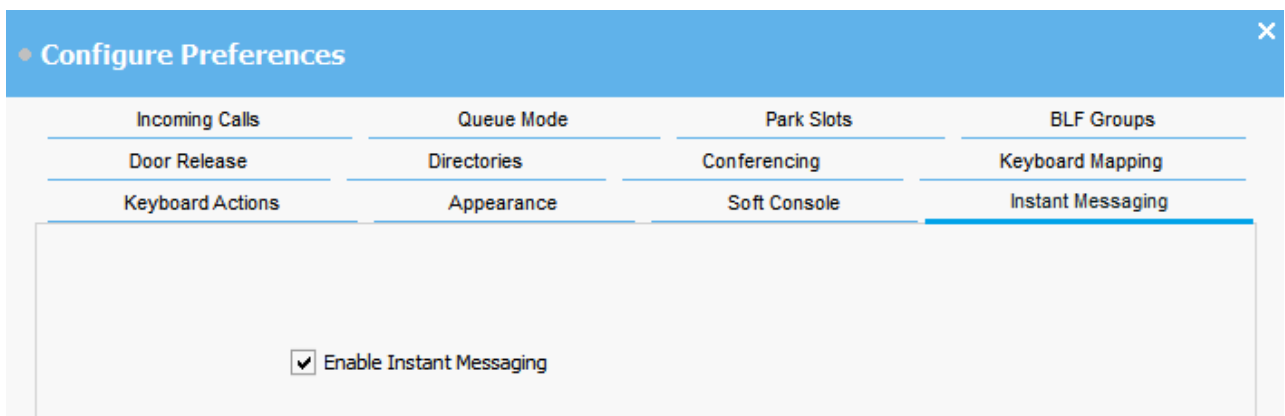 Configure Preferences
Incoming Calls Queue Mode Park Slots BLF Groups
Door Release Directories Conferencing Keyboard Mapping
Keyboard Actions Appearance Soft Console Instant Messaging
Enable Instant Messaging